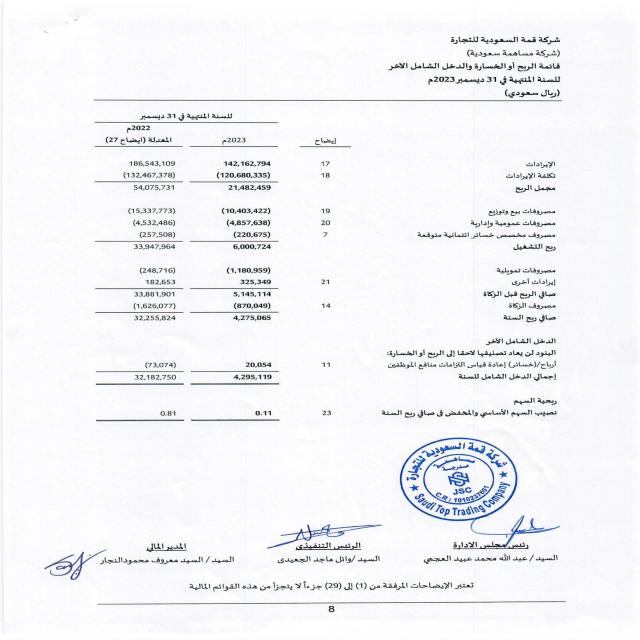 شركة قمة السعودية للتجارة
(شركة مساهمة سعودية)
قائمة الربح أو الخسارة والدخل الشامل الآخر
للسنة المنتهية في 31 ديسمبر 2023م
(ريال سعودي)
للسنة المنتهية في 31 ديسمبر
إيضاح 2023م 2022م
المعدلة (ايضاح 27)
الإيرادات 17 142,162,794 186,543,109
تكلفة الإيرادات 18 (120,680,335) (132,467,378)
مجمل الربح 21,482,459 54,075,731
مصروفات بيع وتوزيع 19 (10,403,422) (15,337,773)
مصروفات عمومية وإدارية 20 (4,857,638) (4,532,486)
مصروف مخصص خسائر ائتمانية متوقعة 7 (220,675) (257,508)
ربح التشغيل 6,000,724 33,947,964
مصروفات تمويلية (1,180,959) (248,716)
إيرادات أخرى 21 325,349 182,653
صافي الربح قبل الزكاة 5,145,114 33,881,901
مصروف الزكاة 14 (870,049) (1,626,077)
صافي ربح السنة 4,275,065 32,255,824
الدخل الشامل الآخر
البنود لن يعاد تصنيفها لاحقا إلى الربح أو الخسارة:
أرباح/(خسائر) إعادة قياس التزامات منافع الموظفين 11 20,054 (73,074)
إجمالي الدخل الشامل للسنة 4,295,119 32,182,750
ربحية السهم
نصيب السهم الأساسي والمخفض في صافي ربح السنة 23 0.11 0.81
شركة قمة السعودية للتجارة
مساهمة
مدرجة
JSC
C.R : 1010237691
Saudi Top Trading Company
رئيس مجلس الادارة الرئيس التنفيذي المدير المالي
السيد / عبد الله محمد عبيد العجمي السيد /وائل ماجد الجعيدي السيد / السيد معروف محمودالنجار
تعتبر الإيضاحات المرفقة من (1) إلى (29) جزءاً لا يتجزأ من هذه القوائم المالية
8